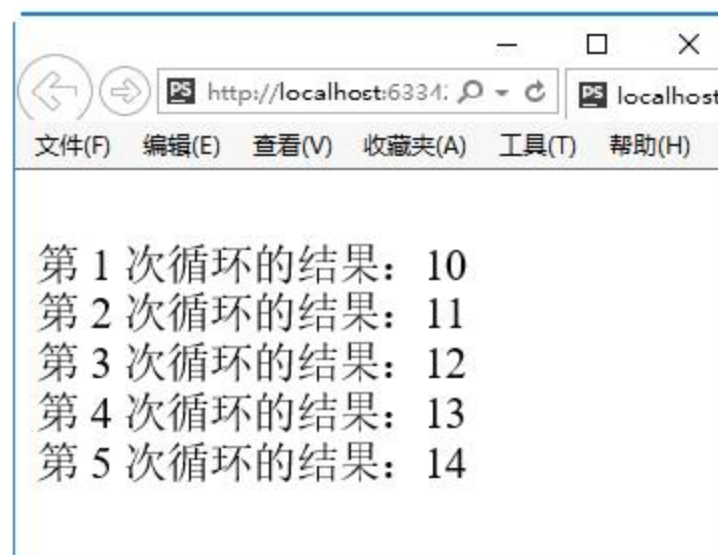 PS http://localhost:6334: PS localhost
文件(F) 编辑(E) 查看(V) 收藏夹(A) 工具(T) 帮助(H)
第 1 次循环的结果：10
第 2 次循环的结果：11
第 3 次循环的结果：12
第 4 次循环的结果：13
第 5 次循环的结果：14